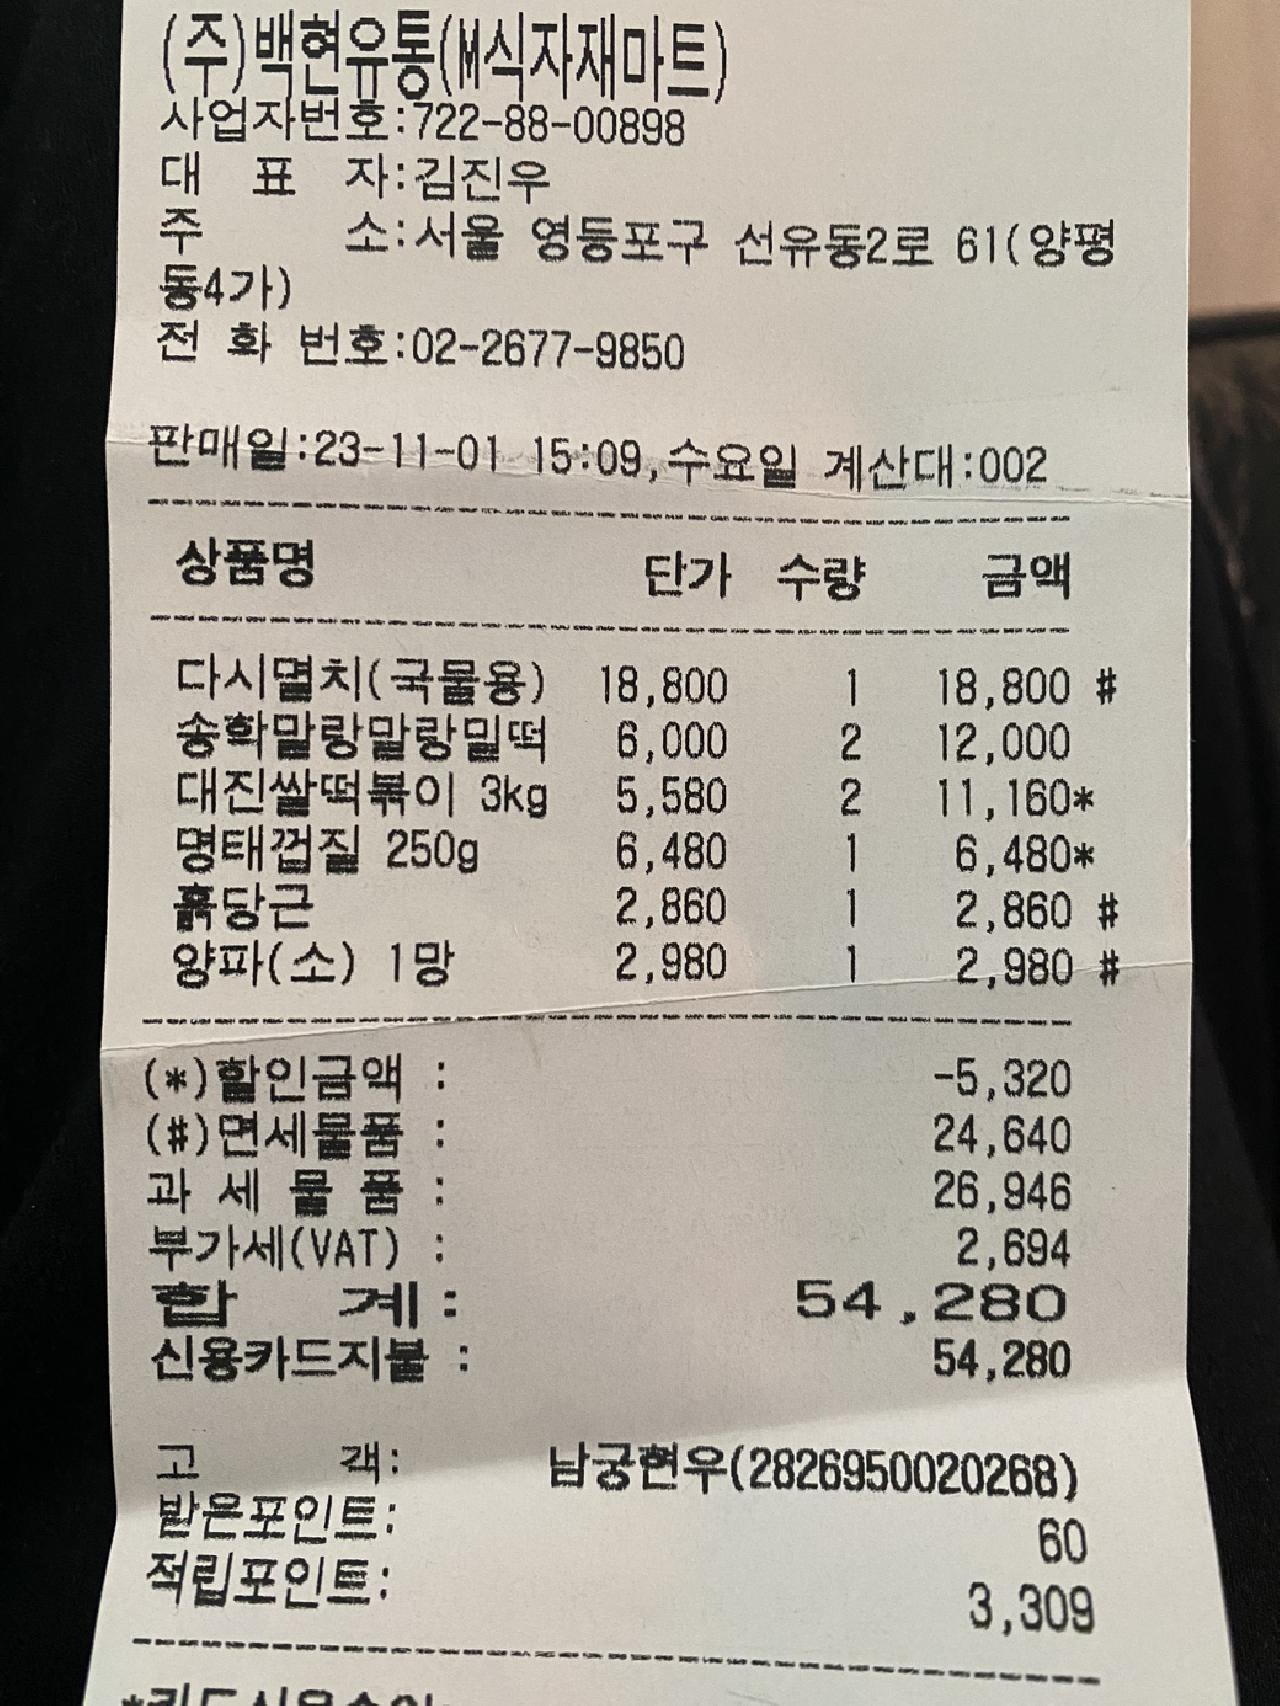 (주)백현유통(M식자재마트)
사업자번호:722-88-00898
대 표 자:김진우
주 소:서울 영등포구 선유동2로 61(양평
동4가)
전 화 번호:02-2677-9850
판매일:23-11-01 15:09,수요일 계산대:002
상품명 단가 수량 금액
다시멸치(국물용) 18,800 1 18,800 #
송학말랑말랑밀떡 6,000 2 12,000
대진쌀떡볶이 3kg 5,580 2 11,160*
명태껍질 250g 6,480 1 6,480*
흙당근 2,860 1 2,860 #
양파(소) 1망 2,980 1 2,980 #
(*)할인금액 : -5,320
(#)면세물품 : 24,640
과 세 물 품 : 26,946
부가세(VAT) : 2,694
합 계: 54,280
신용카드지불 : 54,280
고 객: 남궁현우(2826950020268)
받은포인트: 60
적립포인트: 3,309